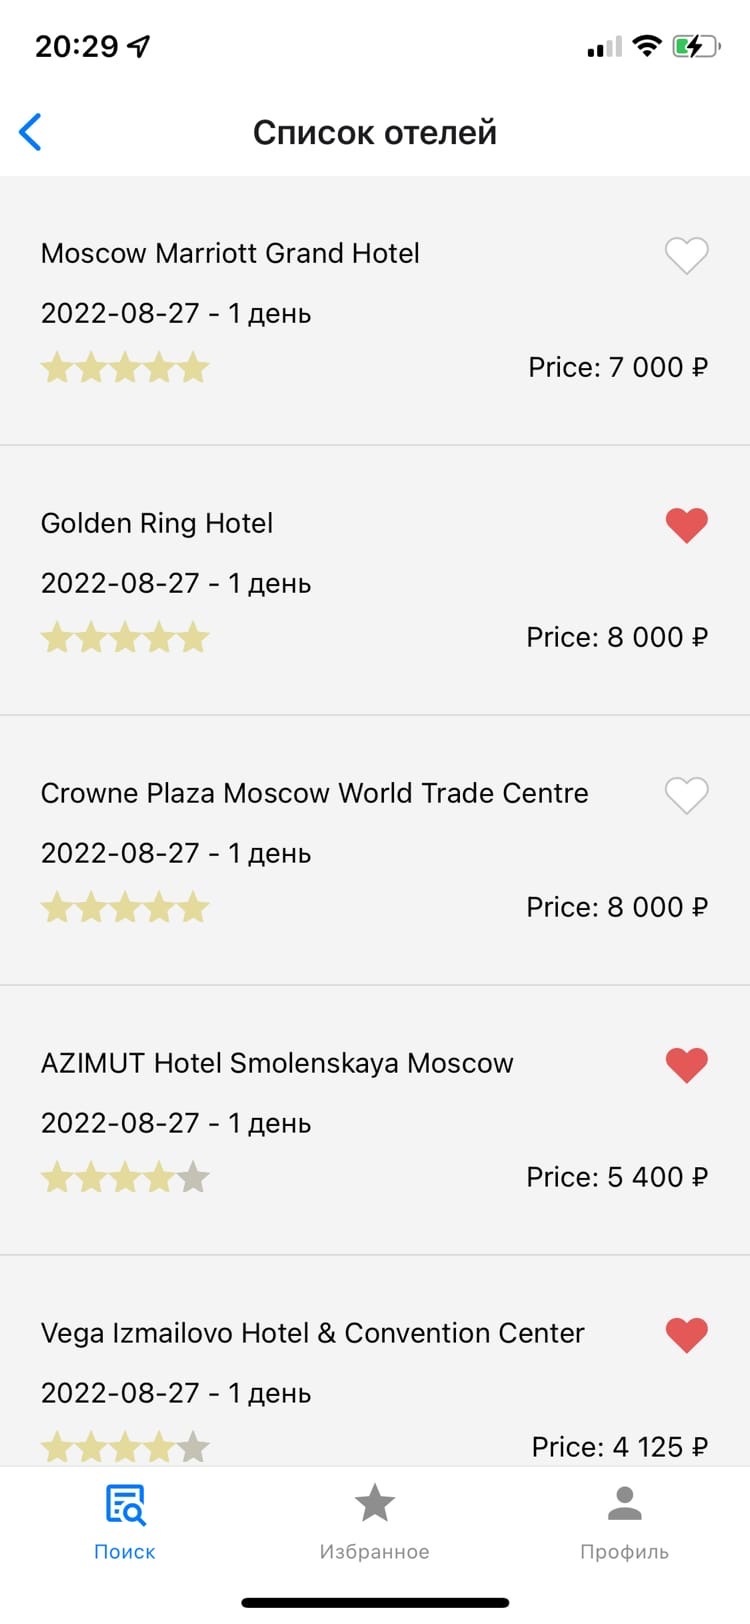 20:29
Список отелей
Moscow Marriott Grand Hotel
2022-08-27 - 1 день
Price: 7 000 ₽
Golden Ring Hotel
2022-08-27 - 1 день
Price: 8 000 ₽
Crowne Plaza Moscow World Trade Centre
2022-08-27 - 1 день
Price: 8 000 ₽
AZIMUT Hotel Smolenskaya Moscow
2022-08-27 - 1 день
Price: 5 400 ₽
Vega Izmailovo Hotel & Convention Center
2022-08-27 - 1 день
Price: 4 125 ₽
Поиск
Избранное
Профиль